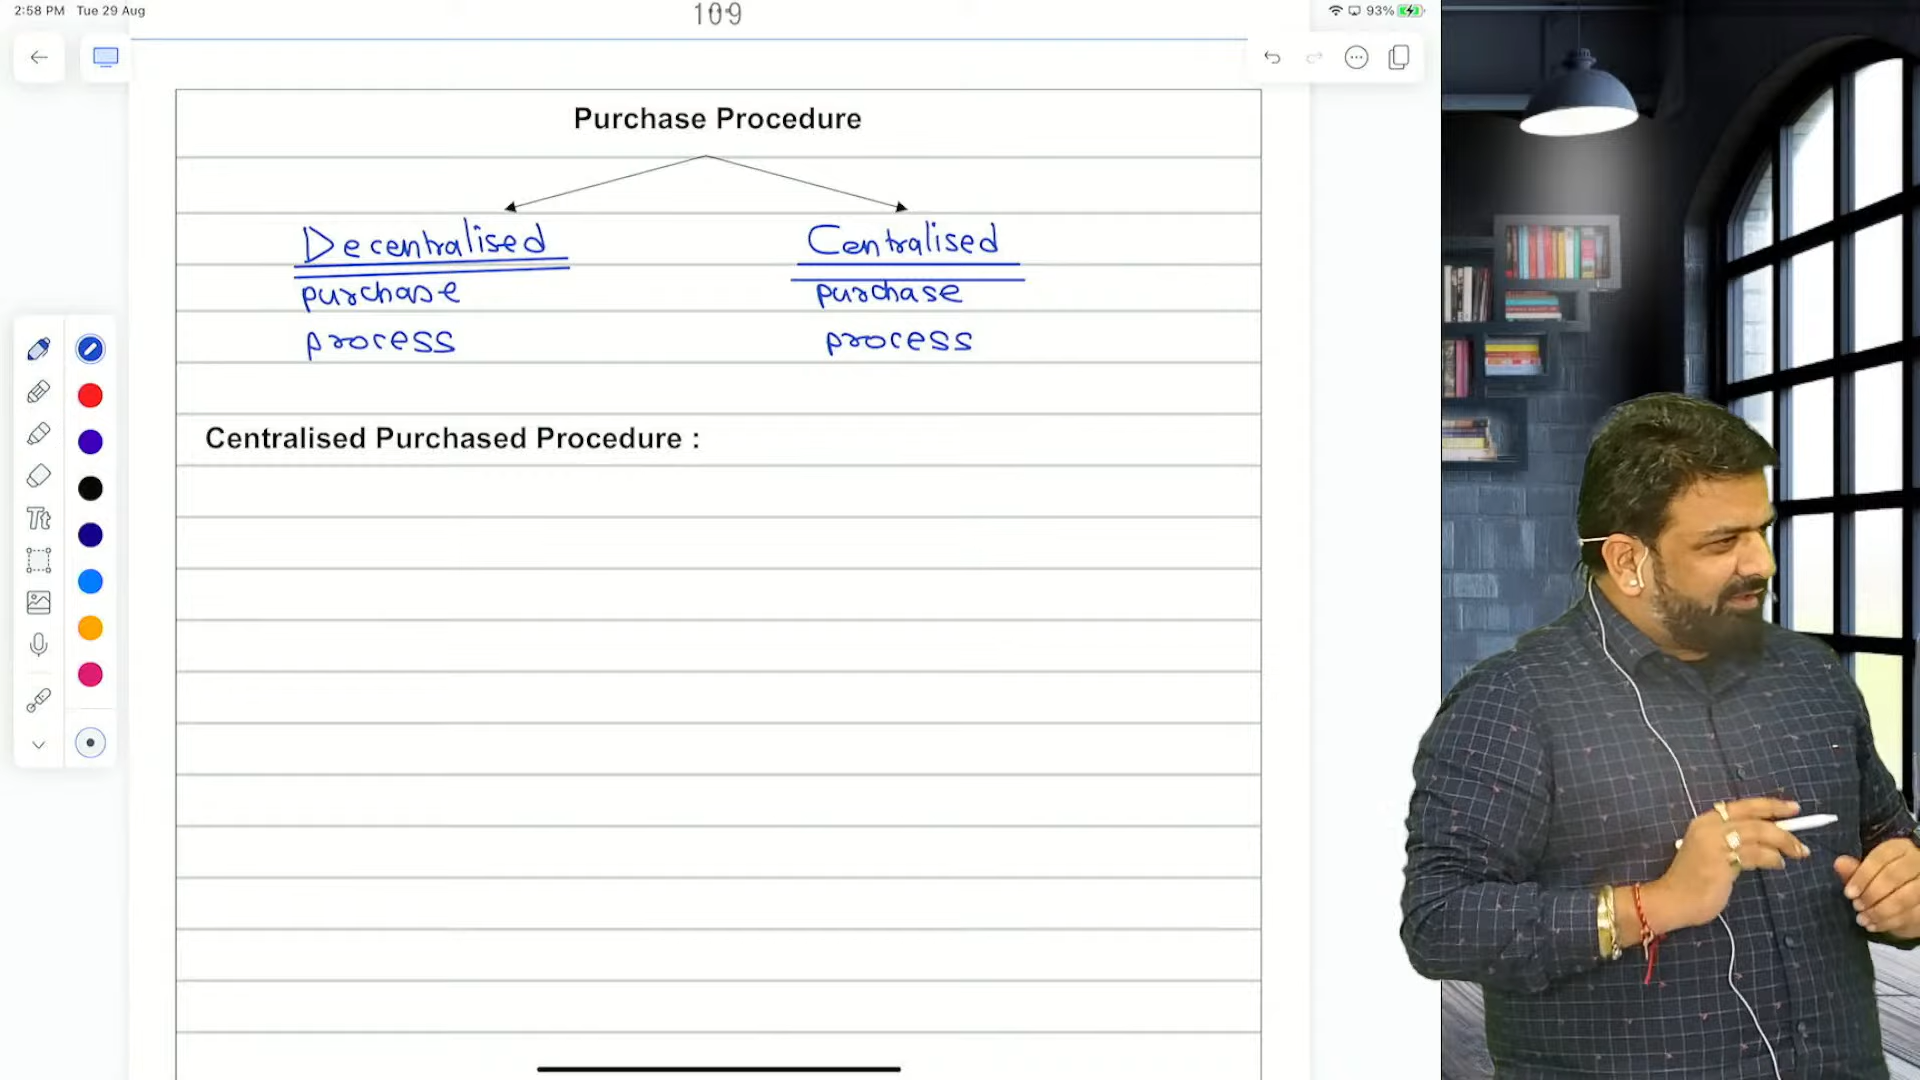 2:58 PM Tue 29 Aug
109
93%
Purchase Procedure
Decentralised
purchase
process
Centralised
purchase
process
Centralised Purchased Procedure :
Tt